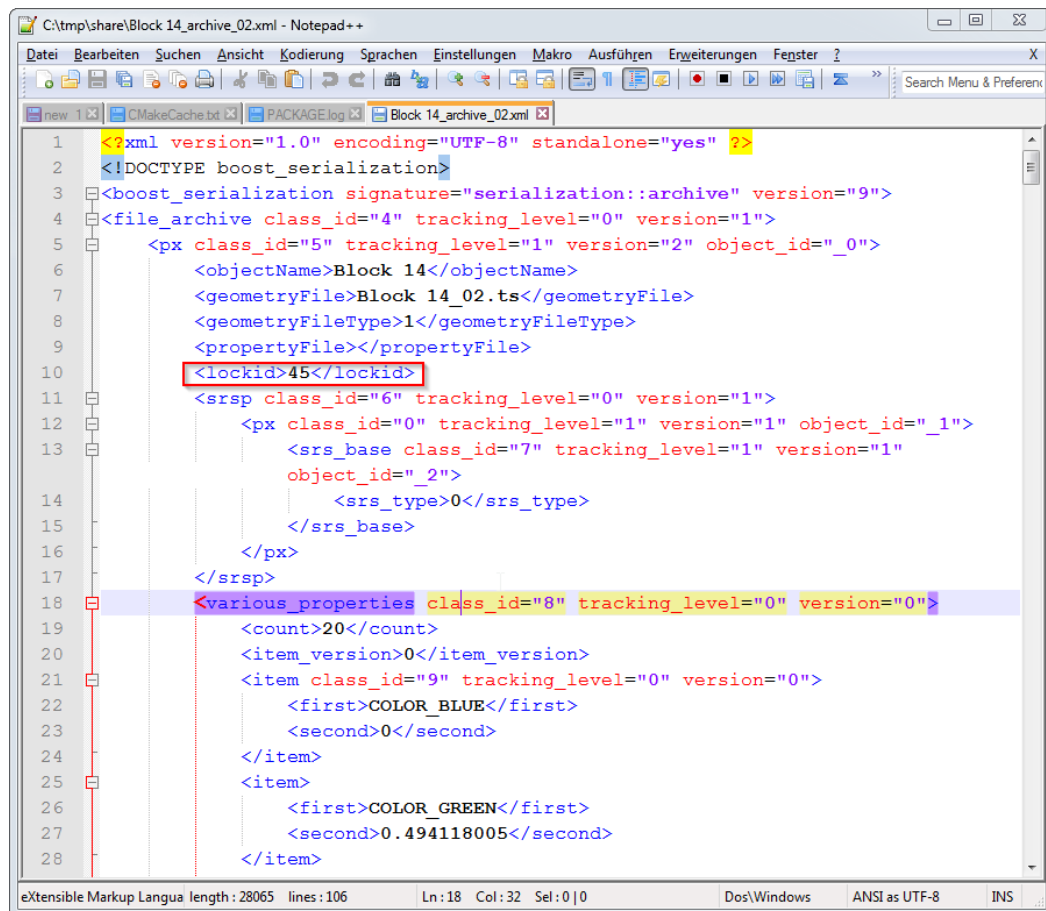 C:\tmp\share\Block 14_archive_02.xml - Notepad++
Datei Bearbeiten Suchen Ansicht Kodierung Sprachen Einstellungen Makro Ausführen Erweiterungen Fenster ? X
Search Menu & Preferenc
new 1 CMakeCache.txt PACKAGE.log Block 14_archive_02.xml
1 <?xml version="1.0" encoding="UTF-8" standalone="yes" ?>
2 <!DOCTYPE boost_serialization>
3 <boost_serialization signature="serialization::archive" version="9">
4 <file_archive class_id="4" tracking_level="0" version="1">
5 <px class_id="5" tracking_level="1" version="2" object_id="_0">
6 <objectName>Block 14</objectName>
7 <geometryFile>Block 14_02.ts</geometryFile>
8 <geometryFileType>1</geometryFileType>
9 <propertyFile></propertyFile>
10 <lockid>45</lockid>
11 <srsp class_id="6" tracking_level="0" version="1">
12 <px class_id="0" tracking_level="1" version="1" object_id="_1">
13 <srs_base class_id="7" tracking_level="1" version="1"
object_id="_2">
14 <srs_type>0</srs_type>
15 </srs_base>
16 </px>
17 </srsp>
18 <various_properties class_id="8" tracking_level="0" version="0">
19 <count>20</count>
20 <item_version>0</item_version>
21 <item class_id="9" tracking_level="0" version="0">
22 <first>COLOR_BLUE</first>
23 <second>0</second>
24 </item>
25 <item>
26 <first>COLOR_GREEN</first>
27 <second>0.494118005</second>
28 </item>
eXtensible Markup Langua length : 28065 lines : 106 Ln : 18 Col : 32 Sel : 0 | 0 Dos\Windows ANSI as UTF-8 INS